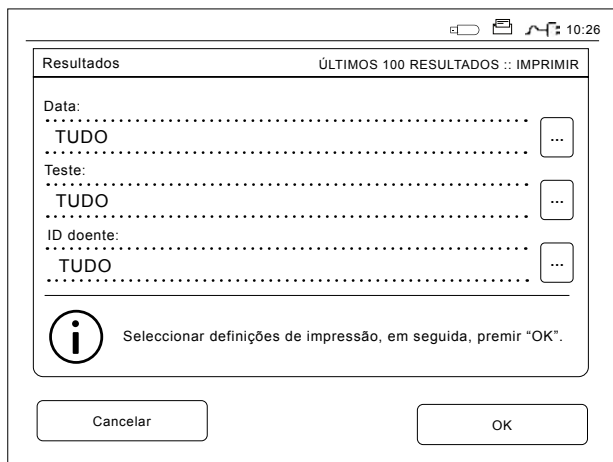 10:26
Resultados ÚLTIMOS 100 RESULTADOS :: IMPRIMIR
Data:
TUDO
...
Teste:
TUDO
...
ID doente:
TUDO
...
Seleccionar definições de impressão, em seguida, premir “OK”.
Cancelar OK